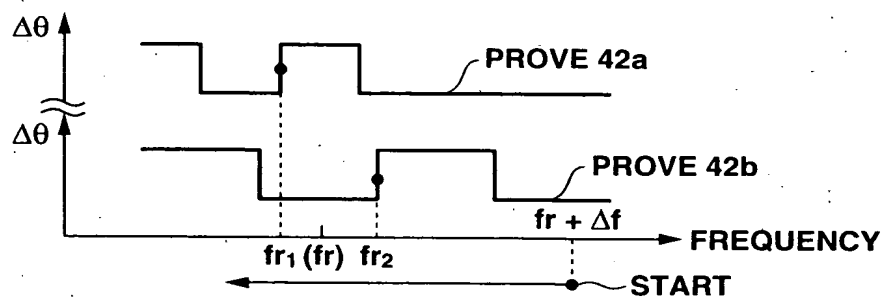 Δθ
PROVE 42a
Δθ
PROVE 42b
fr + Δf
fr₁ (fr) fr₂
FREQUENCY
START